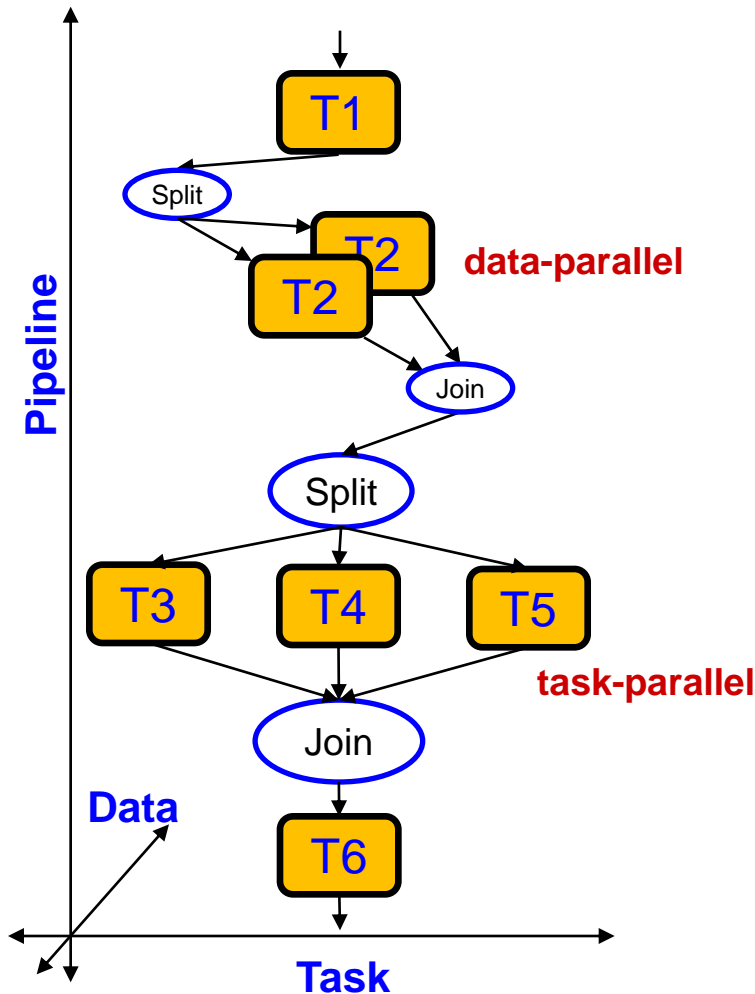 T1
Split
T2
T2
data-parallel
Pipeline
Join
Split
T3
T4
T5
task-parallel
Join
Data
T6
Task